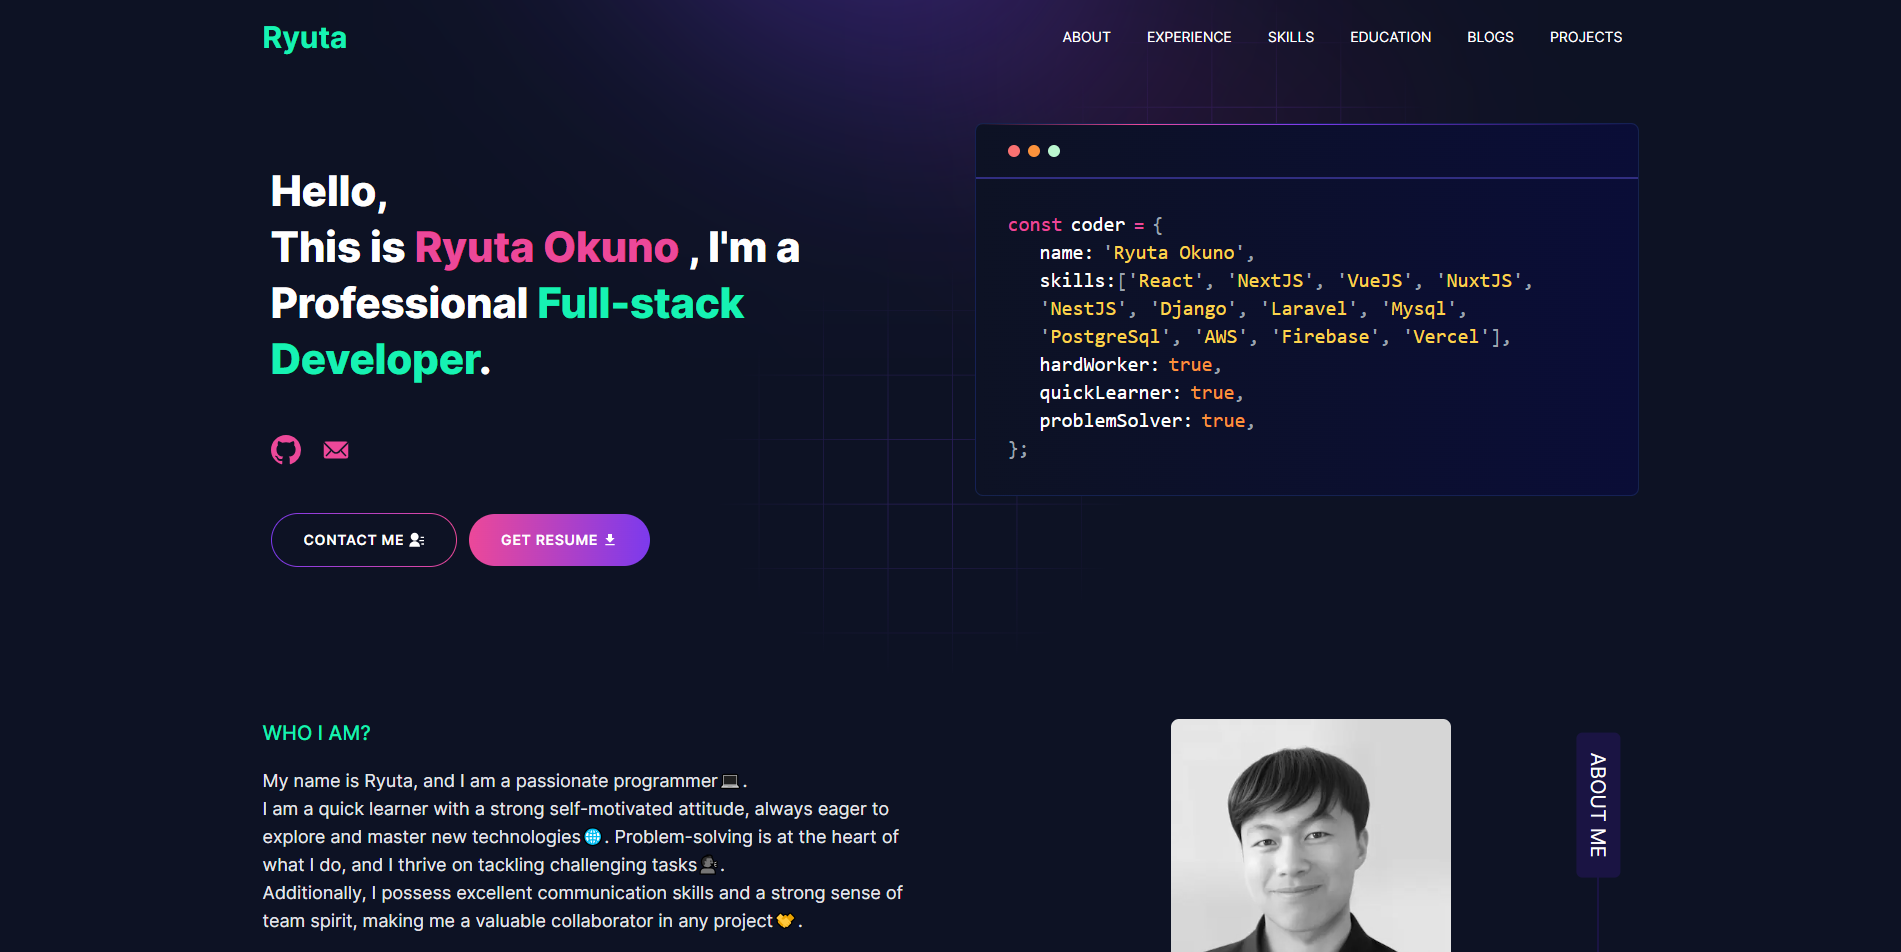 Ryuta
ABOUT EXPERIENCE SKILLS EDUCATION BLOGS PROJECTS
Hello,
This is Ryuta Okuno , I'm a
Professional Full-stack
Developer.
CONTACT ME
GET RESUME
const coder = {
name: 'Ryuta Okuno',
skills:['React', 'NextJS', 'VueJS', 'NuxtJS',
'NestJS', 'Django', 'Laravel', 'Mysql',
'PostgreSql', 'AWS', 'Firebase', 'Vercel'],
hardWorker: true,
quickLearner: true,
problemSolver: true,
};
WHO I AM?
My name is Ryuta, and I am a passionate programmer💻.
I am a quick learner with a strong self-motivated attitude, always eager to
explore and master new technologies🌐. Problem-solving is at the heart of
what I do, and I thrive on tackling challenging tasks.
Additionally, I possess excellent communication skills and a strong sense of
team spirit, making me a valuable collaborator in any project🤝.
ABOUT ME